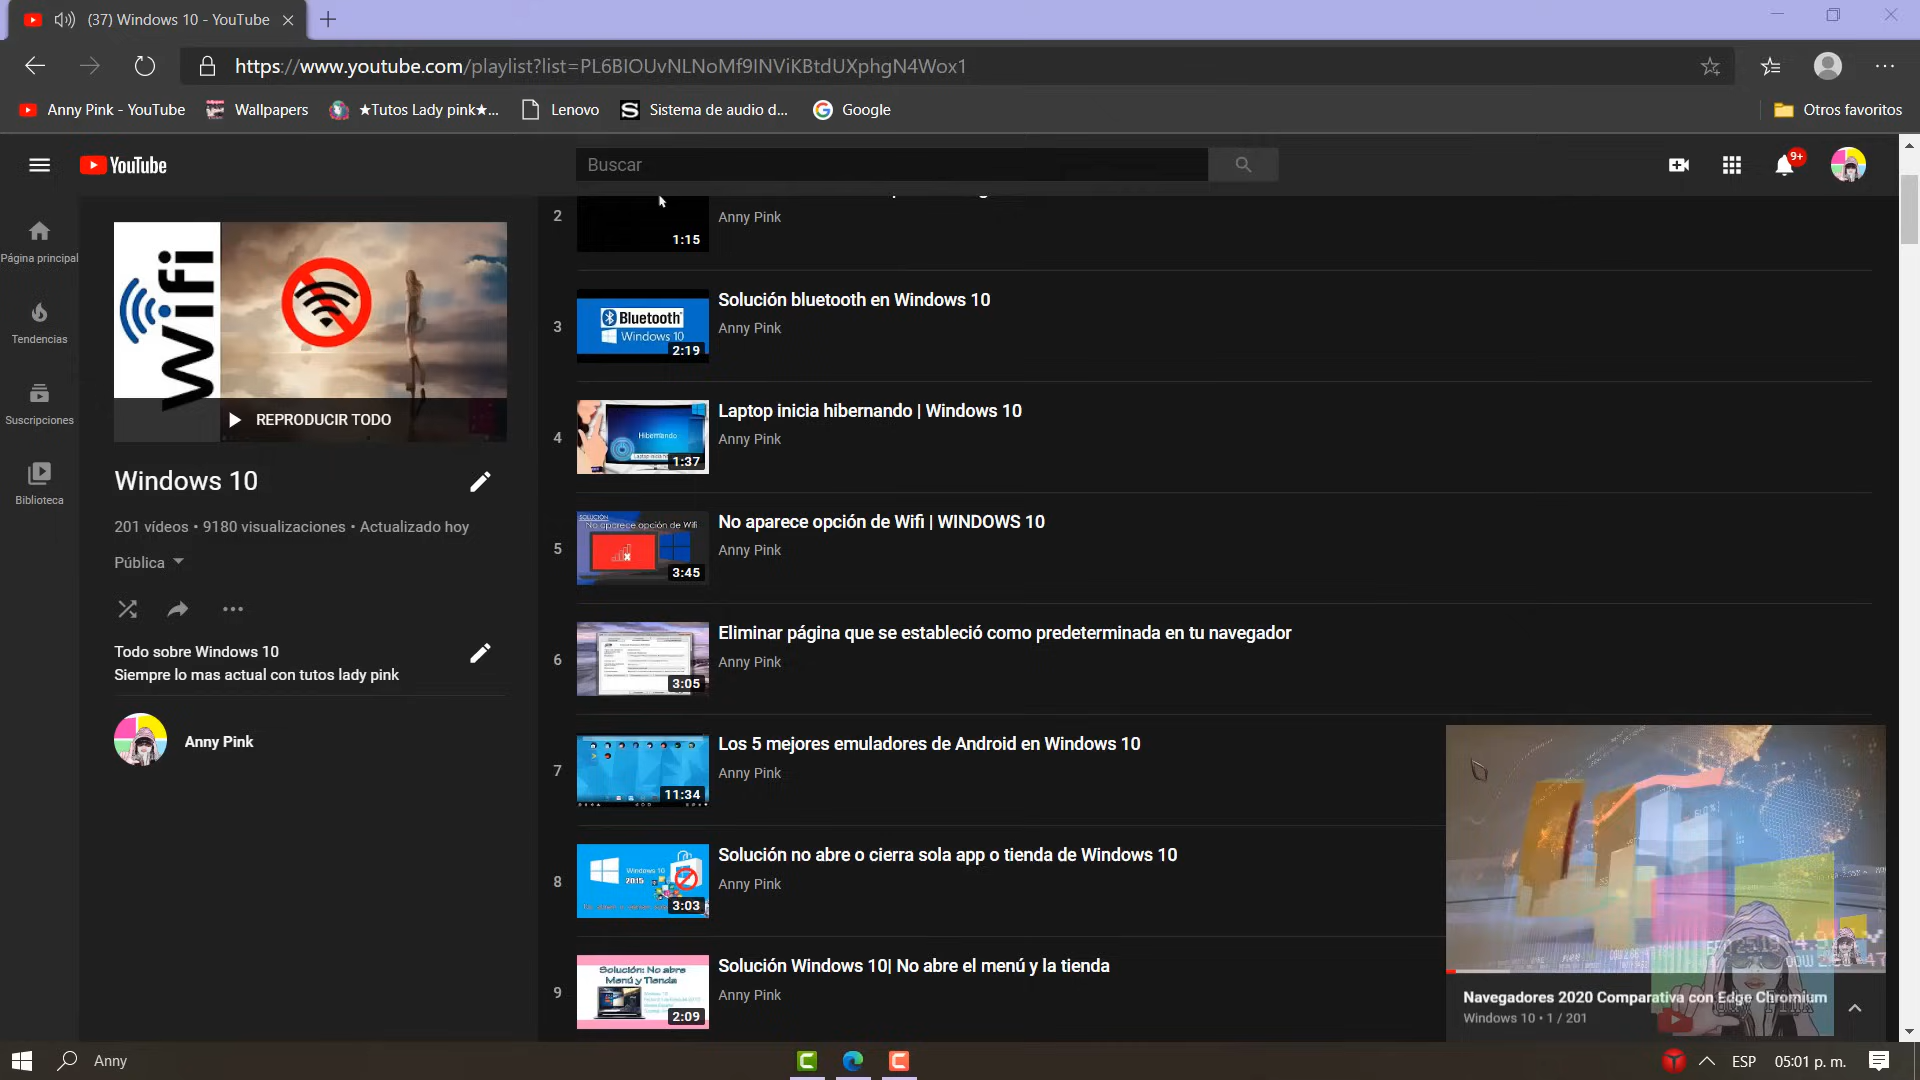 (37) Windows 10 - YouTube
https://www.youtube.com/playlist?list=PL6BIOUvNLNoMf9INViKBtdUXphgN4Wox1
Anny Pink - YouTube
Wallpapers
★Tutos Lady pink★...
Lenovo
Sistema de audio d...
Google
Otros favoritos
YouTube
Buscar
9+
Página principal
Tendencias
Suscripciones
Biblioteca
Wifi
REPRODUCIR TODO
Windows 10
201 vídeos • 9180 visualizaciones • Actualizado hoy
Pública
Todo sobre Windows 10
Siempre lo mas actual con tutos lady pink
Anny Pink
2
1:15
Anny Pink
3
Bluetooth
Windows 10
2:19
Solución bluetooth en Windows 10
Anny Pink
4
Hibernando
1:37
Laptop inicia hibernando | Windows 10
Anny Pink
5
SOLUCIÓN
No aparece opción de Wifi
3:45
No aparece opción de Wifi | WINDOWS 10
Anny Pink
6
3:05
Eliminar página que se estableció como predeterminada en tu navegador
Anny Pink
7
11:34
Los 5 mejores emuladores de Android en Windows 10
Anny Pink
8
Windows 10
2015
3:03
Solución no abre o cierra sola app o tienda de Windows 10
Anny Pink
9
Solución: No abre
Menú y Tienda
2:09
Solución Windows 10| No abre el menú y la tienda
Anny Pink
Navegadores 2020 Comparativa con Edge Chromium
Windows 10 • 1 / 201
Anny
ESP
05:01 p. m.